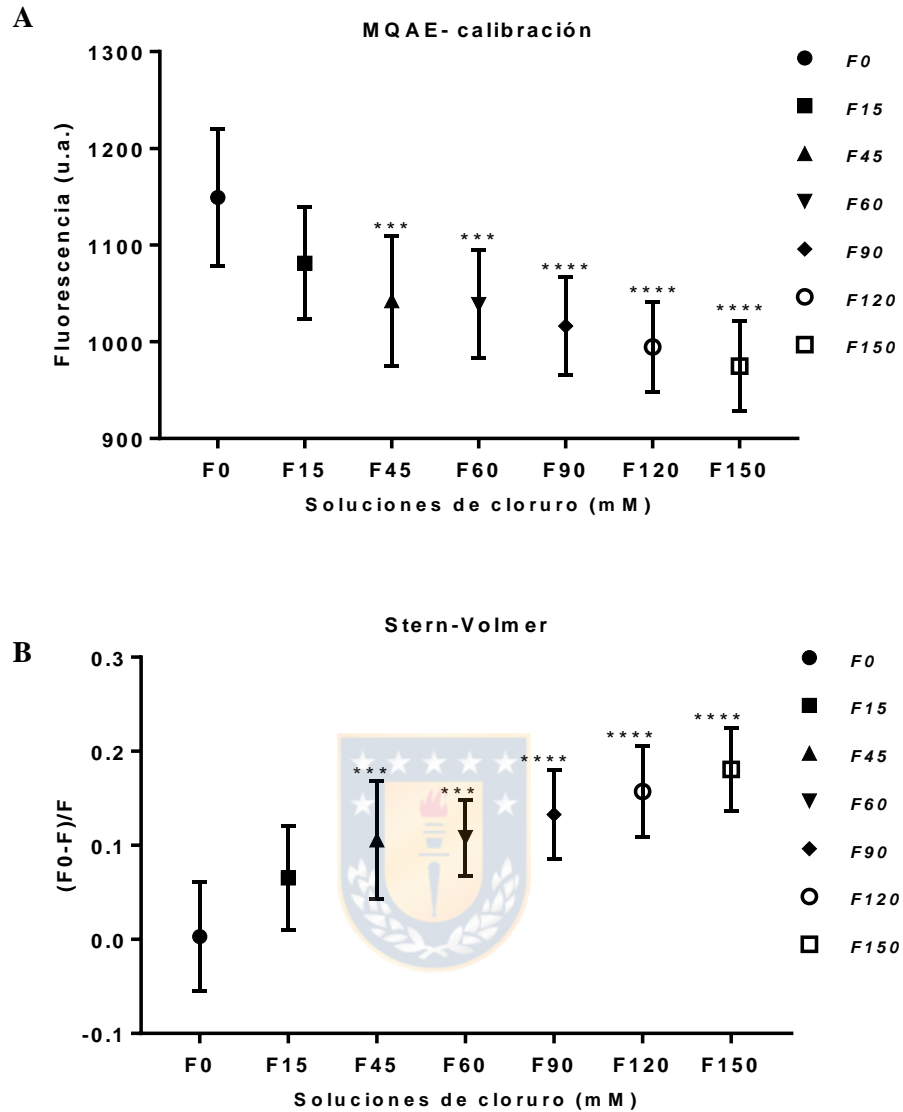 A
MQAE- calibración
1300
1200
1100
1000
900
Fluorescencia (u.a.)
***
***
****
****
****
F0
F15
F45
F60
F90
F120
F150
Soluciones de cloruro (mM)
F0
F15
F45
F60
F90
F120
F150
B
Stern-Volmer
0.3
0.2
0.1
0.0
-0.1
(F0-F)/F
***
***
****
****
****
F0
F15
F45
F60
F90
F120
F150
Soluciones de cloruro (mM)
F0
F15
F45
F60
F90
F120
F150